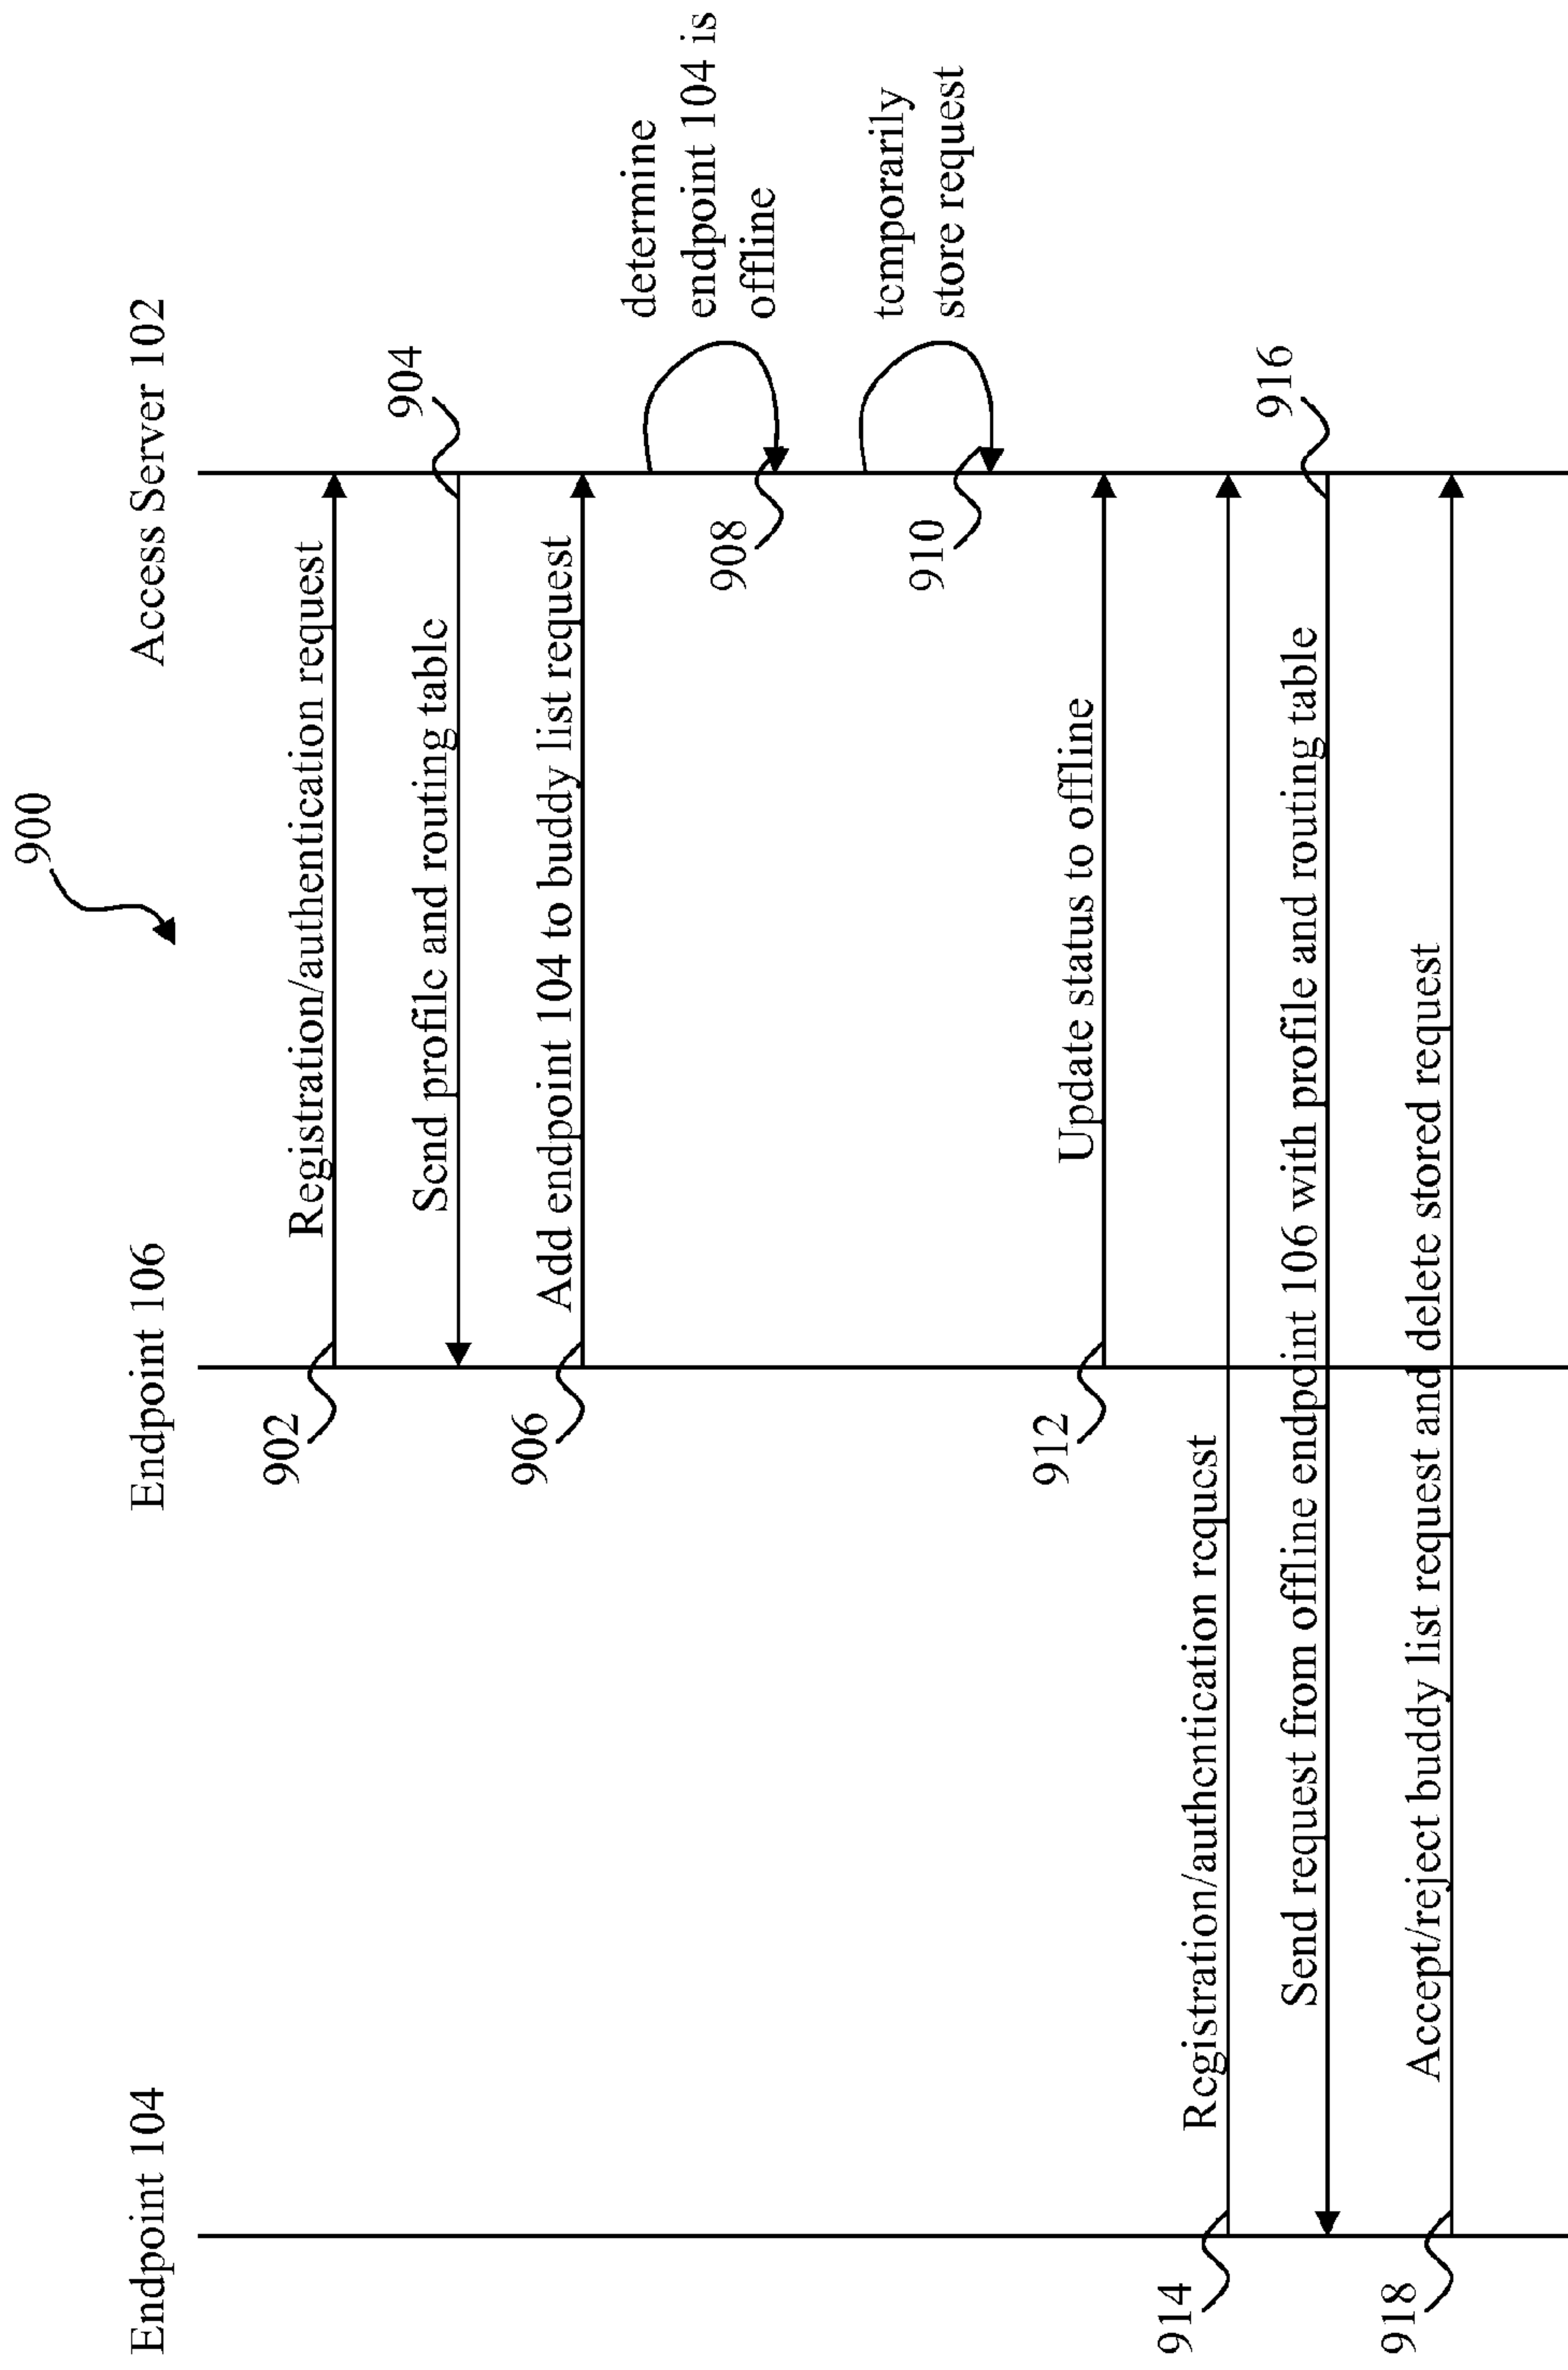 900
Endpoint 104
Endpoint 106
Access Server 102
902
Registration/authentication request
Send profile and routing table
904
906
Add endpoint 104 to buddy list request
determine
endpoint 104 is
offline
908
temporarily
store request
910
912
Update status to offline
914
Registration/authentication request
Send request from offline endpoint 106 with profile and routing table
916
918
Accept/reject buddy list request and delete stored request